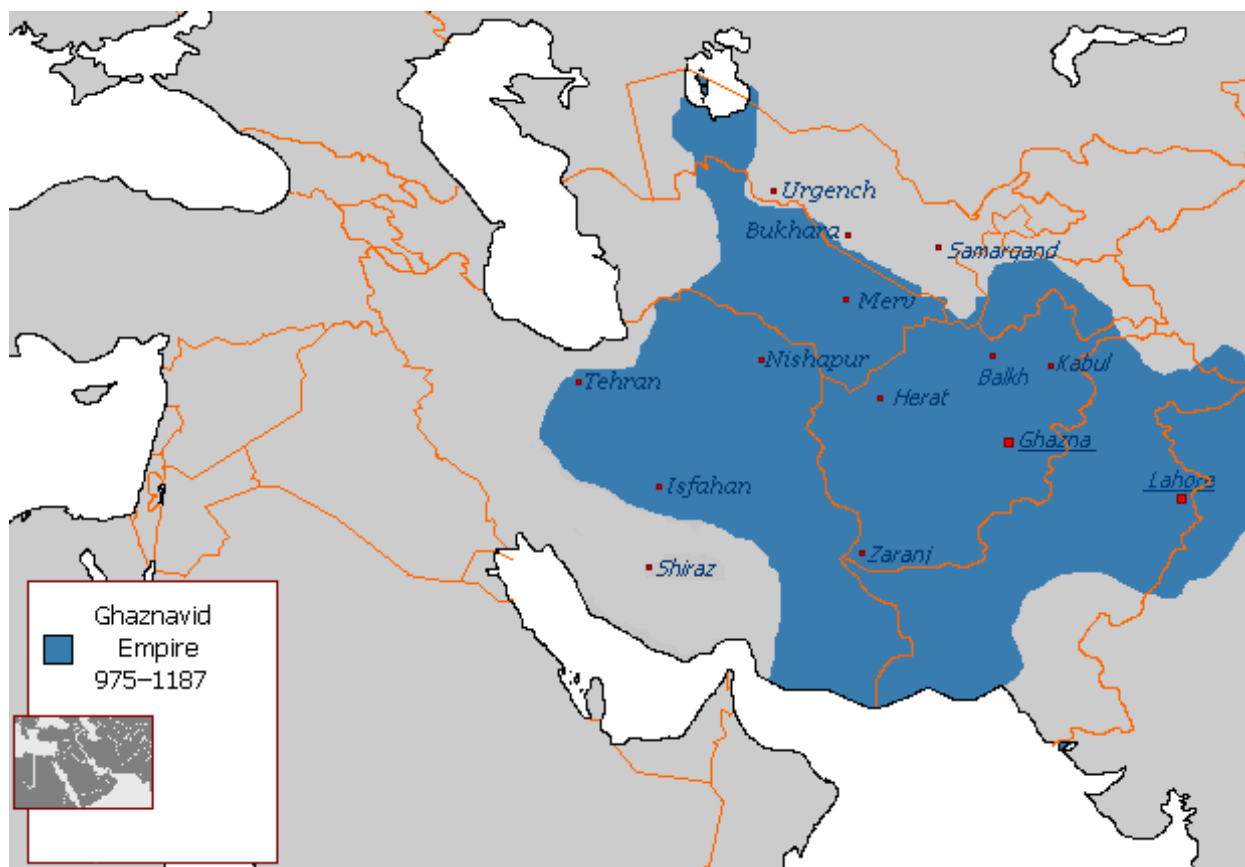 Urgench
Bukhara
Samarqand
Merv
Nishapur
Balkh
Kabul
Tehran
Herat
Ghazna
Isfahan
Lahore
Zaranj
Shiraz
Ghaznavid
Empire
975-1187